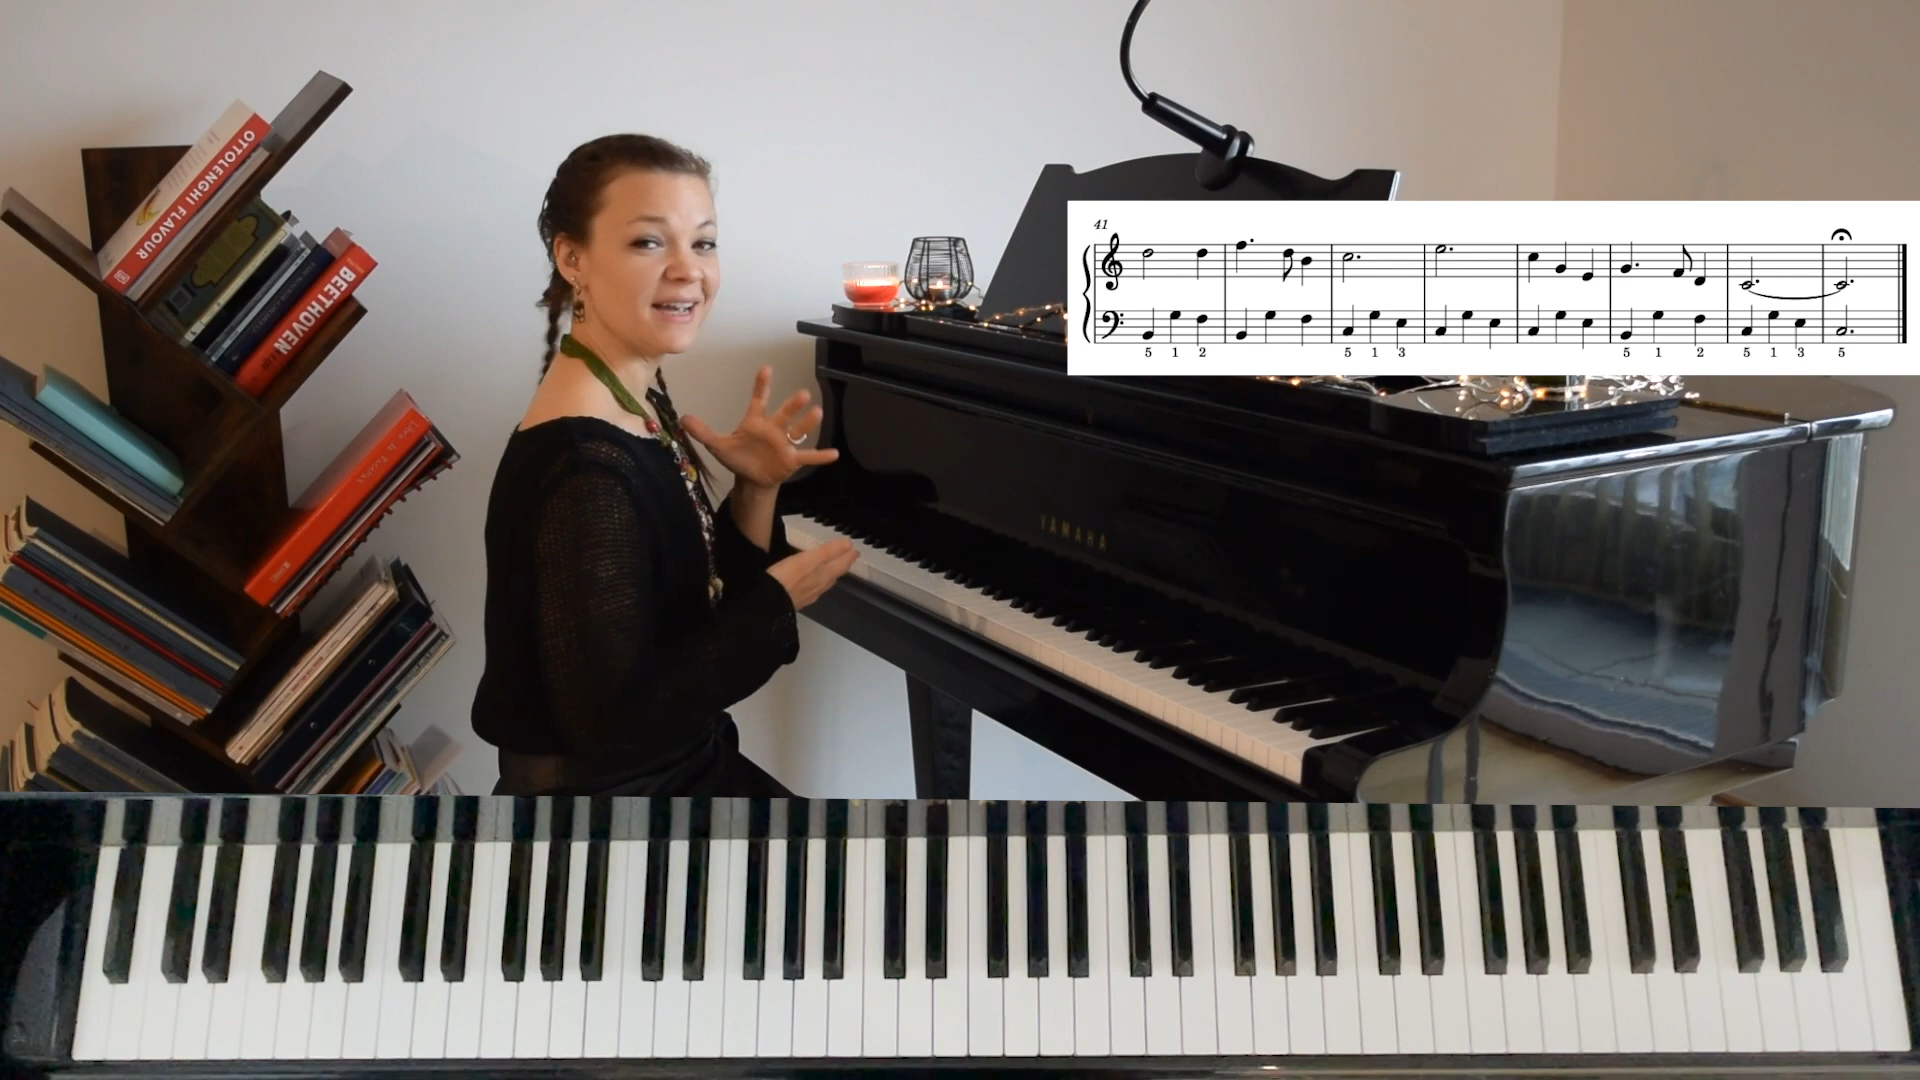 OTTOLENGHI FLAVOUR
BEETHOVEN
YAMAHA
41
5 1 2 5 1 3 5 1 2 5 1 3 5